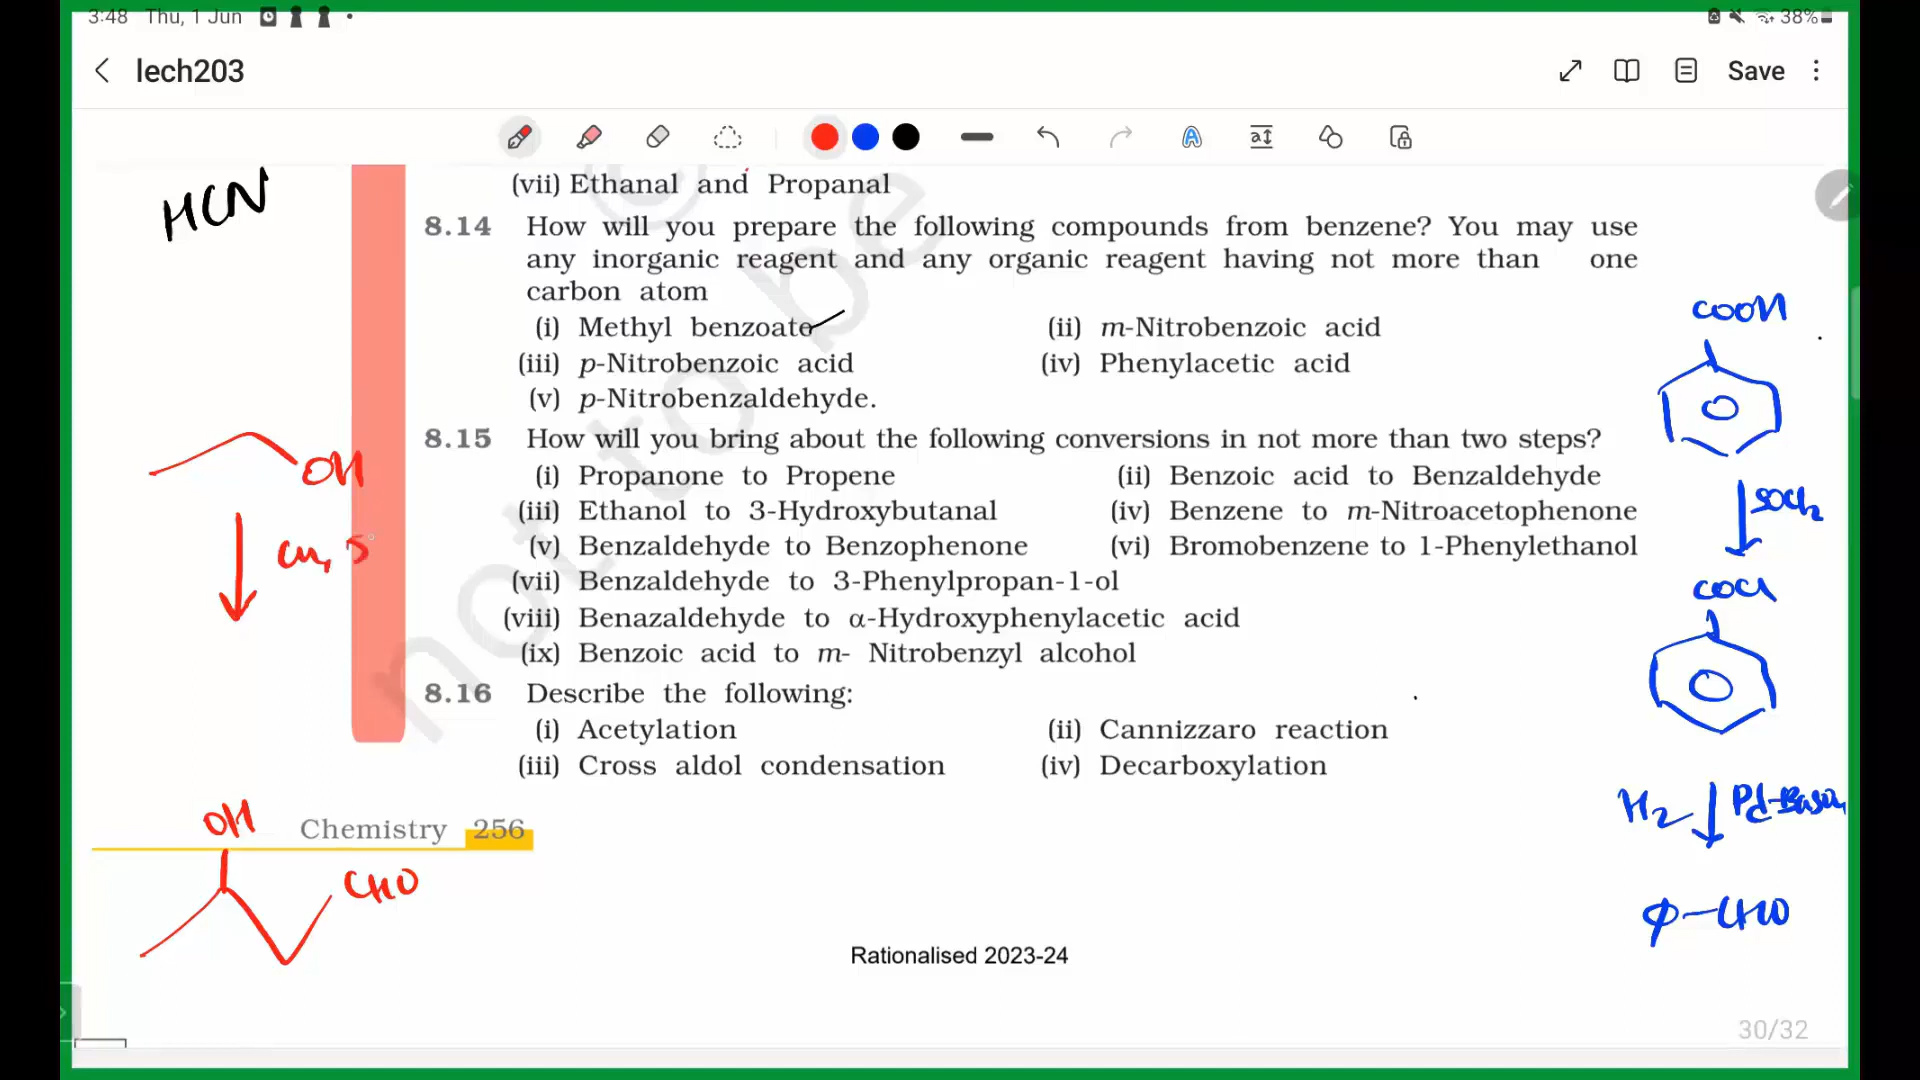 3:48 Thu, 1 Jun
38%
lech203
Save
HCN
(vii) Ethanal and Propanal
8.14 How will you prepare the following compounds from benzene? You may use
any inorganic reagent and any organic reagent having not more than one
carbon atom
(i) Methyl benzoate (ii) m-Nitrobenzoic acid
(iii) p-Nitrobenzoic acid (iv) Phenylacetic acid
(v) p-Nitrobenzaldehyde.
8.15 How will you bring about the following conversions in not more than two steps?
(i) Propanone to Propene (ii) Benzoic acid to Benzaldehyde
(iii) Ethanol to 3-Hydroxybutanal (iv) Benzene to m-Nitroacetophenone
(v) Benzaldehyde to Benzophenone (vi) Bromobenzene to 1-Phenylethanol
(vii) Benzaldehyde to 3-Phenylpropan-1-ol
(viii) Benazaldehyde to α-Hydroxyphenylacetic acid
(ix) Benzoic acid to m- Nitrobenzyl alcohol
8.16 Describe the following:
(i) Acetylation (ii) Cannizzaro reaction
(iii) Cross aldol condensation (iv) Decarboxylation
Chemistry 256
Rationalised 2023-24
30/32
not to be
OH
Cu, 5
OH
CHO
COOH
SOCl2
COCl
H2 Pd-BaSO4
ϕ-CHO